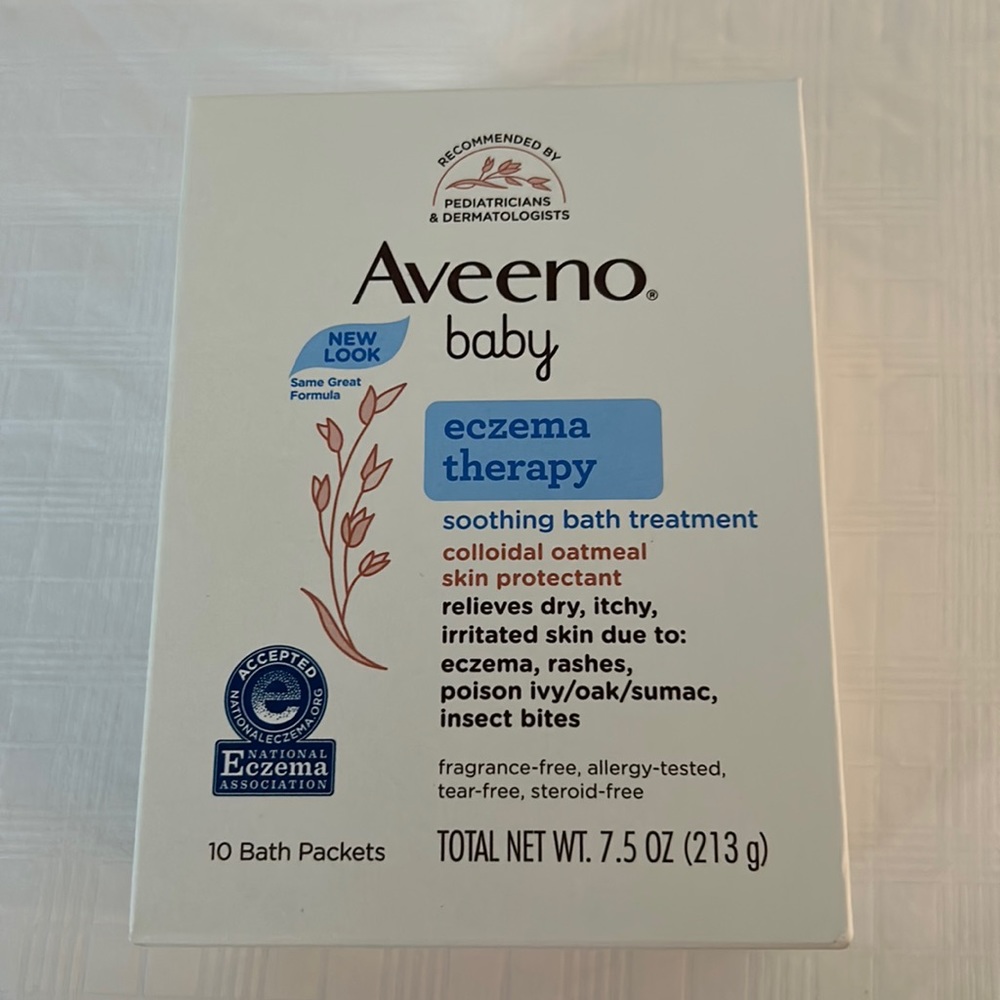 RECOMMENDED BY
PEDIATRICIANS
& DERMATOLOGISTS
Aveeno®
baby
NEW
LOOK
Same Great
Formula
eczema
therapy
soothing bath treatment
colloidal oatmeal
skin protectant
relieves dry, itchy,
irritated skin due to:
eczema, rashes,
poison ivy/oak/sumac,
insect bites
ACCEPTED
e
NATIONALECZEMA.ORG
NATIONAL
Eczema
ASSOCIATION
fragrance-free, allergy-tested,
tear-free, steroid-free
10 Bath Packets
TOTAL NET WT. 7.5 OZ (213 g)